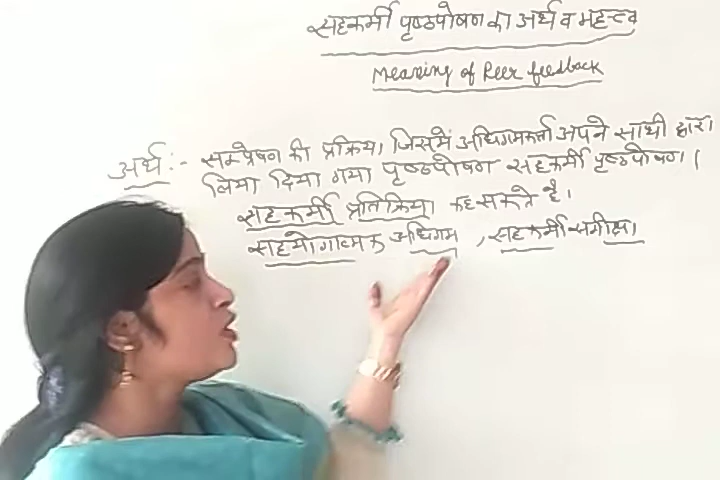 सहकर्मी पृष्ठपोषण का अर्थ व महत्त्व
Meaning of Peer feedback
अर्थ :- सम्प्रेषण की प्रक्रिया जिसमें अधिगमकर्ता अपने साथी द्वारा
लिया दिया गया पृष्ठपोषण सहकर्मी पृष्ठपोषण।
सहकर्मी प्रतिक्रिया कह सकते है।
सहयोगात्मक अधिगम , सहकर्मी समीक्षा